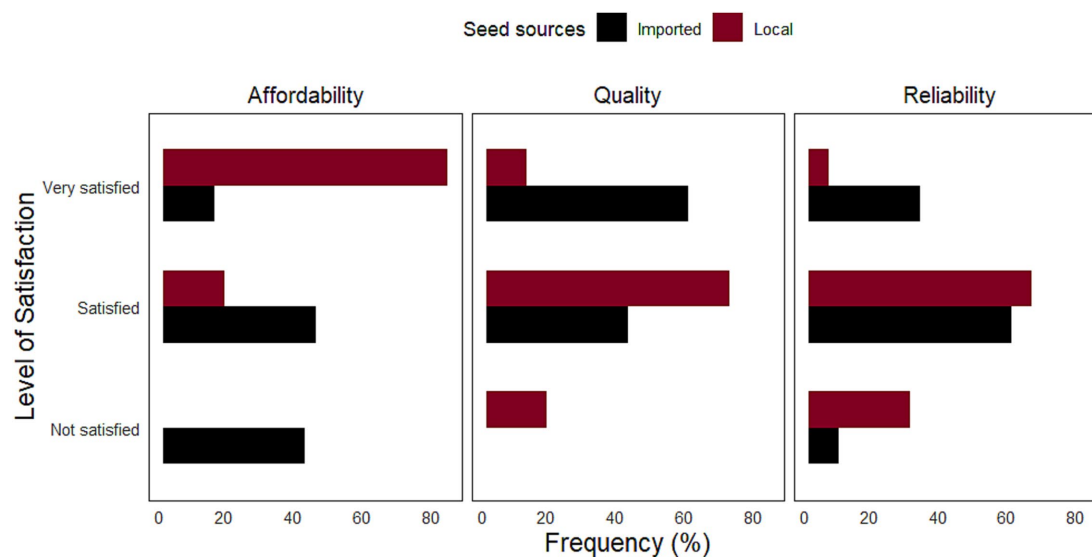 Seed sources Imported Local
Affordability Quality Reliability
Level of Satisfaction
Very satisfied
Satisfied
Not satisfied
0 20 40 60 80 0 20 40 60 80 0 20 40 60 80
Frequency (%)